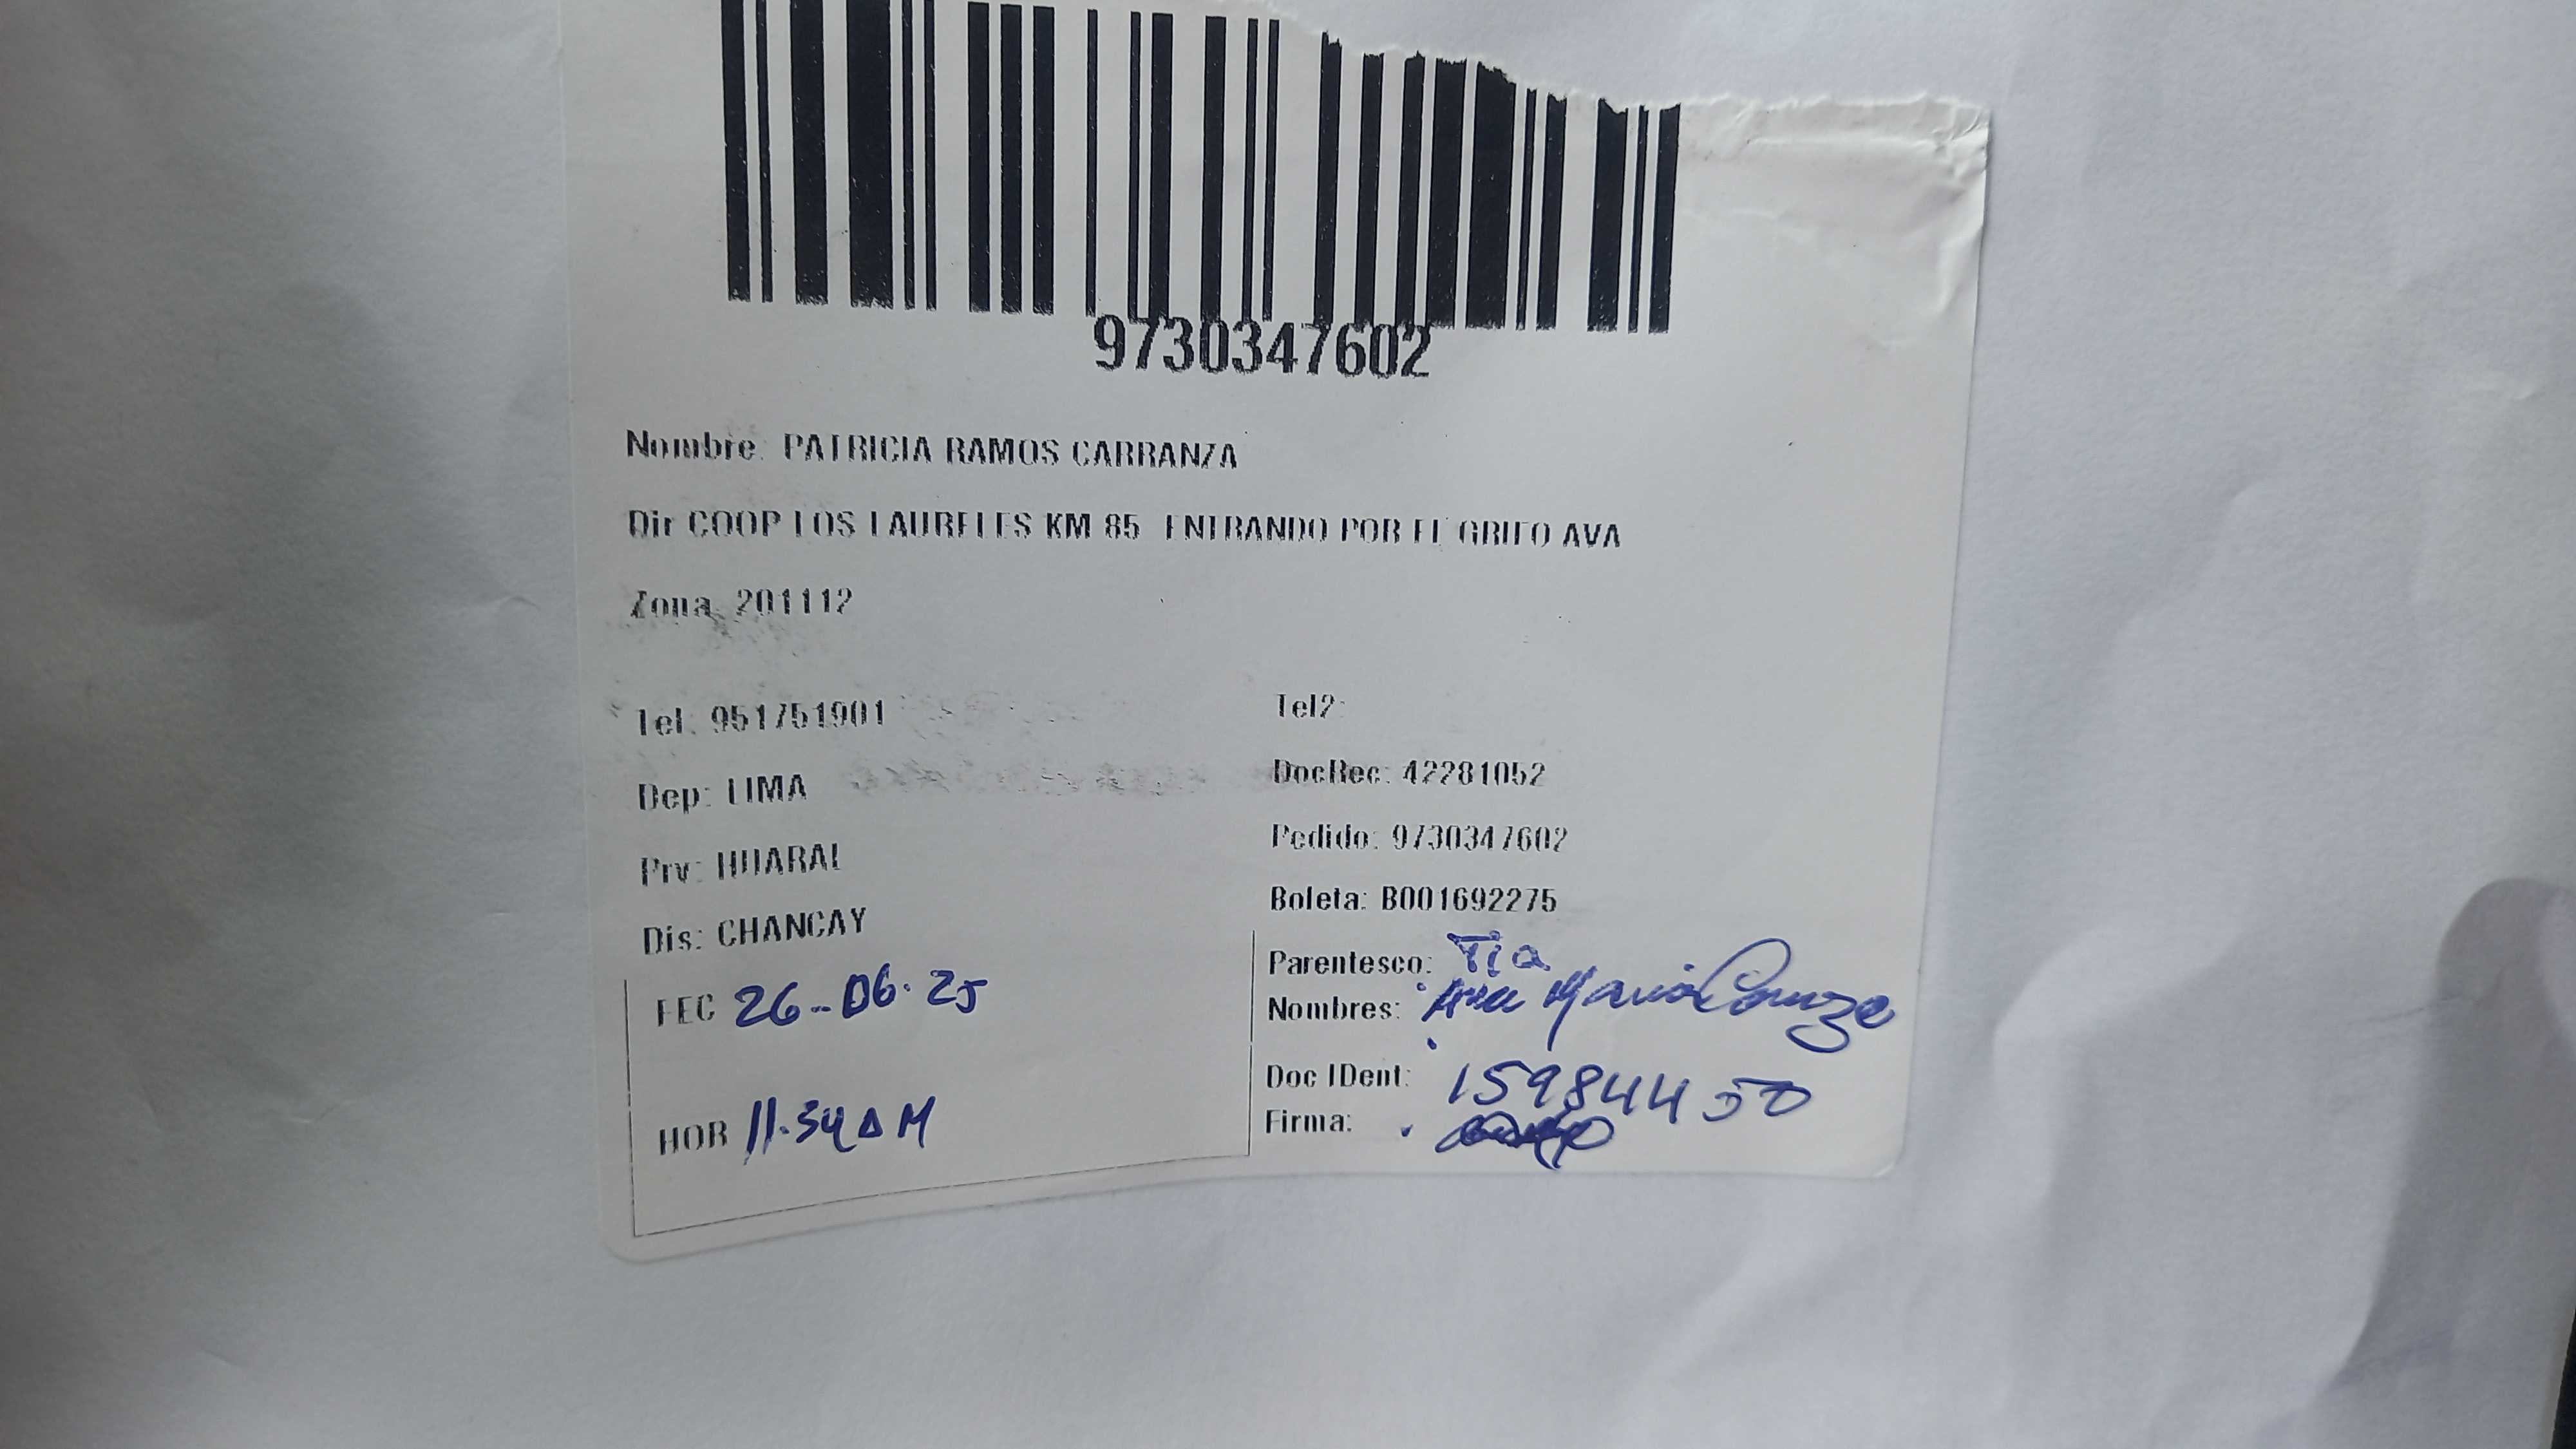 9730347602
Nombre: PATRICIA RAMOS CARRANZA
Dir COOP LOS LAURELES KM 85 ENTRANDO POR EL GRIFO AVA
Zona 201112
Tel: 951751901
Tel2:
Dep: LIMA
DocRec: 42281052
Prv: HUARAL
Pedido: 9730347602
Dis: CHANCAY
Boleta: B001692275
FEC 26-06-25
Parentesco: Tia
Nombres: Ana Maria
HOR 11.34 AM
Doc IDent: 15984450
Firma: